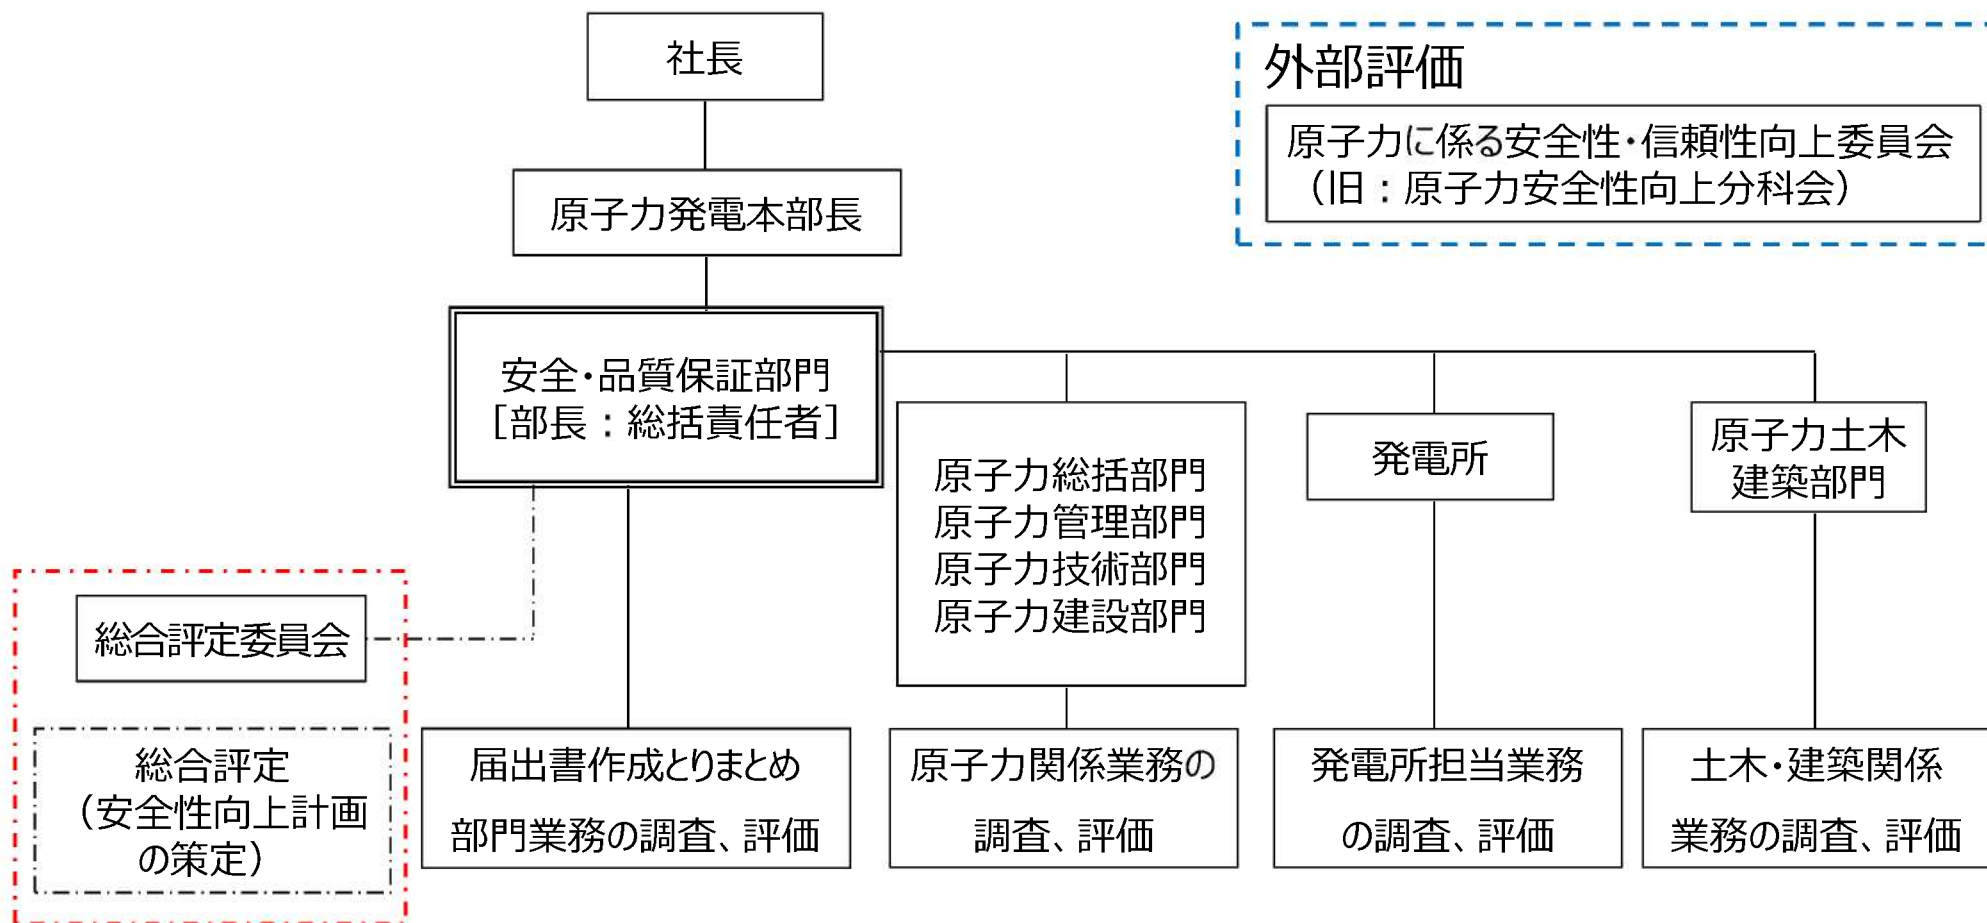 社長
外部評価
原子力に係る安全性・信頼性向上委員会
（旧：原子力安全性向上分科会）
原子力発電本部長
安全・品質保証部門
［部長：総括責任者］
原子力総括部門
原子力管理部門
原子力技術部門
原子力建設部門
発電所
原子力土木
建築部門
総合評定委員会
総合評定
（安全性向上計画
の策定）
届出書作成とりまとめ
部門業務の調査、評価
原子力関係業務の
調査、評価
発電所担当業務
の調査、評価
土木・建築関係
業務の調査、評価